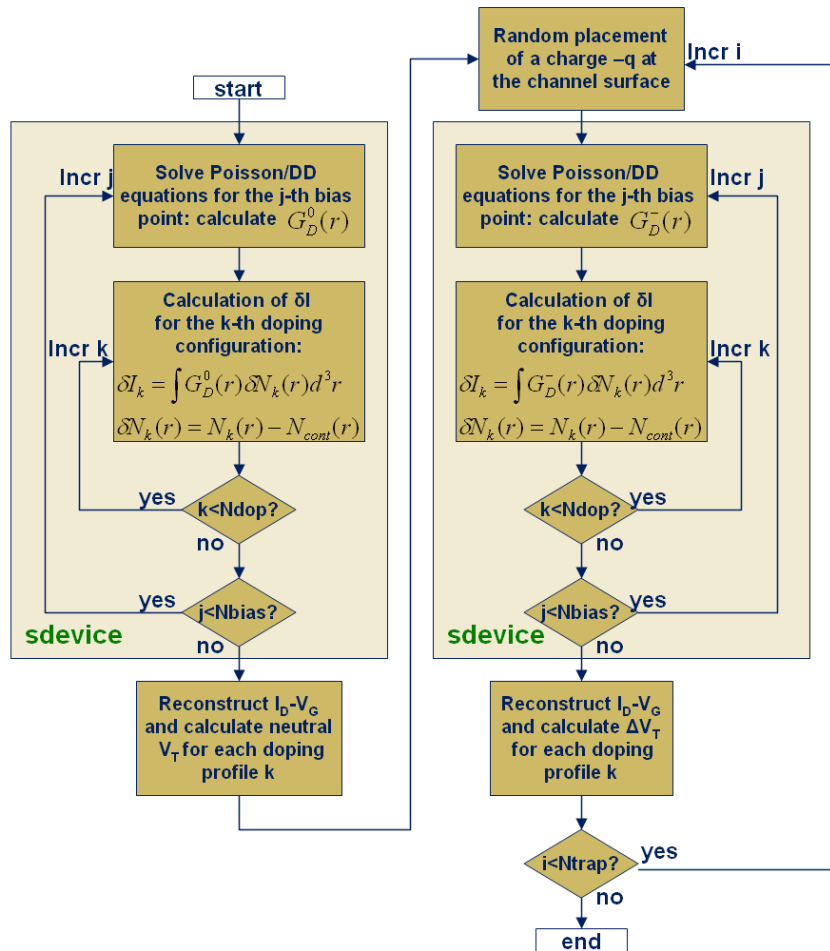 start
Incr j
Solve Poisson/DD
equations for the j-th bias
point: calculate G_D^0(r)
Incr k
Calculation of δI
for the k-th doping
configuration:
δI_k = ∫ G_D^0(r) δN_k(r) d^3 r
δN_k(r) = N_k(r) − N_cont(r)
yes
k<Ndop?
no
yes
j<Nbias?
sdevice
no
Reconstruct I_D-V_G
and calculate neutral
V_T for each doping
profile k
Random placement
of a charge –q at
the channel surface
Incr i
Solve Poisson/DD
equations for the j-th bias
point: calculate G_D^-(r)
Incr j
Calculation of δI
for the k-th doping
configuration:
δI_k = ∫ G_D^-(r) δN_k(r) d^3 r
δN_k(r) = N_k(r) − N_cont(r)
Incr k
k<Ndop?
yes
no
j<Nbias?
yes
sdevice
no
Reconstruct I_D-V_G
and calculate ΔV_T
for each doping
profile k
i<Ntrap?
yes
no
end